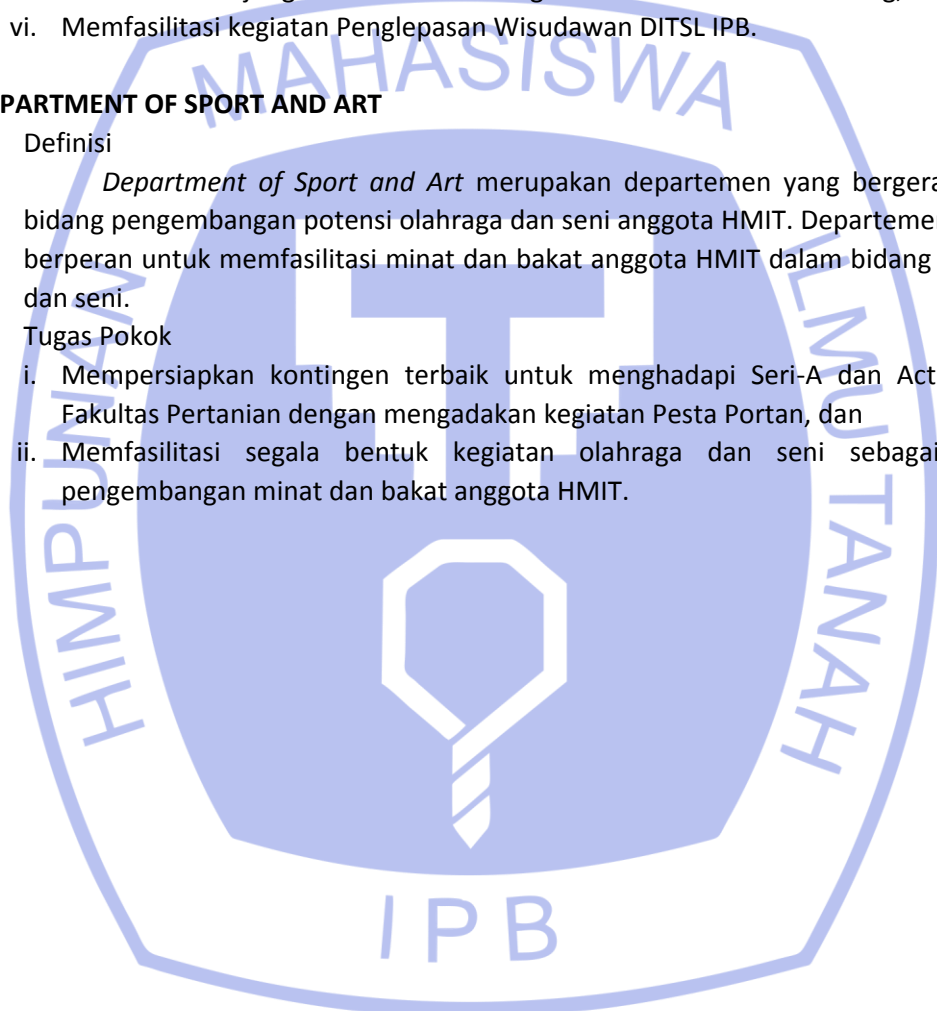 vi. Memfasilitasi kegiatan Penglepasan Wisudawan DITSL IPB.
PARTMENT OF SPORT AND ART
Definisi
Department of Sport and Art merupakan departemen yang bergera
bidang pengembangan potensi olahraga dan seni anggota HMIT. Departemen
berperan untuk memfasilitasi minat dan bakat anggota HMIT dalam bidang
dan seni.
Tugas Pokok
i. Mempersiapkan kontingen terbaik untuk menghadapi Seri-A dan Act
Fakultas Pertanian dengan mengadakan kegiatan Pesta Portan, dan
ii. Memfasilitasi segala bentuk kegiatan olahraga dan seni sebagai
pengembangan minat dan bakat anggota HMIT.
HIMPUNAN
MAHASISWA
ILMU TANAH
IPB